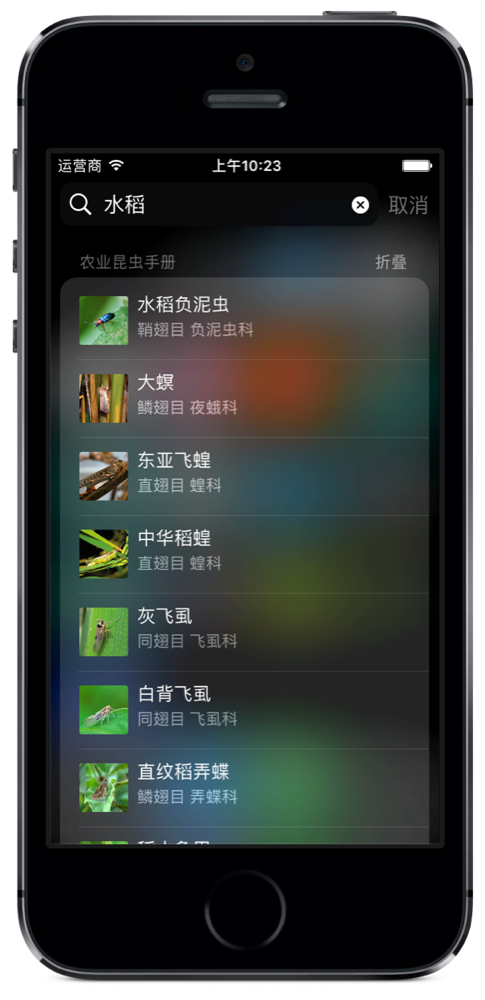 运营商 上午10:23
水稻 取消
农业昆虫手册 折叠
水稻负泥虫
鞘翅目 负泥虫科
大螟
鳞翅目 夜蛾科
东亚飞蝗
直翅目 蝗科
中华稻蝗
直翅目 蝗科
灰飞虱
同翅目 飞虱科
白背飞虱
同翅目 飞虱科
直纹稻弄蝶
鳞翅目 弄蝶科